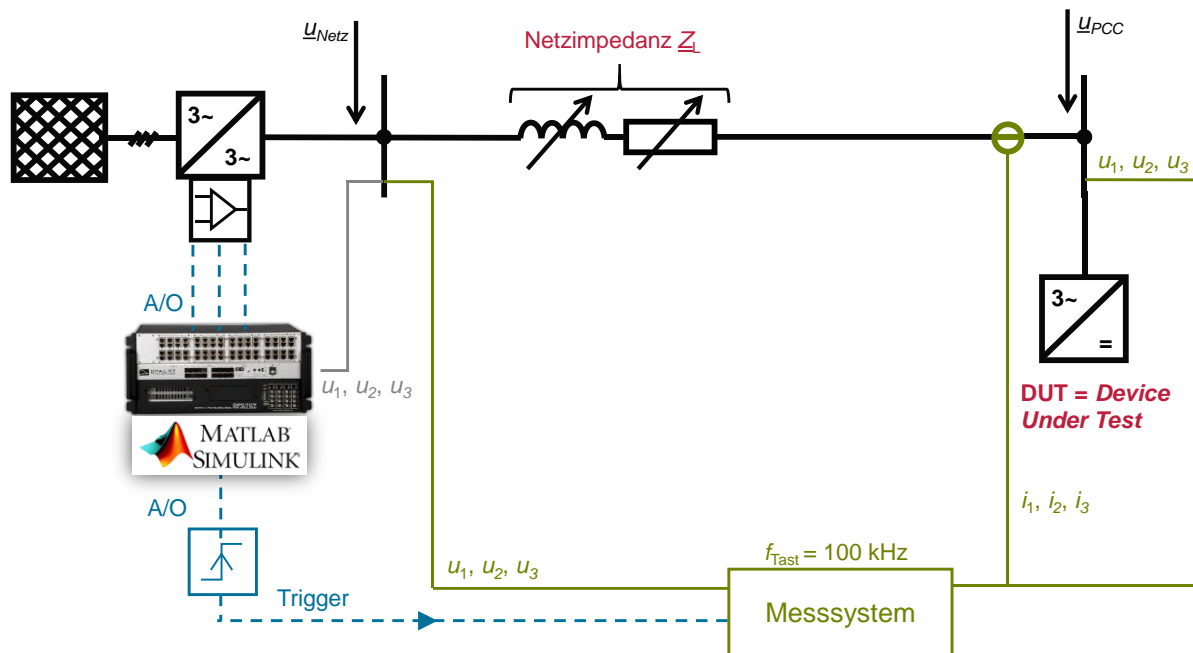 u_Netz
Netzimpedanz Z_L
u_PCC
3~
3~
u₁, u₂, u₃
A/O
3~
=
u₁, u₂, u₃
DUT = Device
Under Test
MATLAB
SIMULINK
A/O
i₁, i₂, i₃
f_Tast = 100 kHz
u₁, u₂, u₃
Trigger
Messsystem